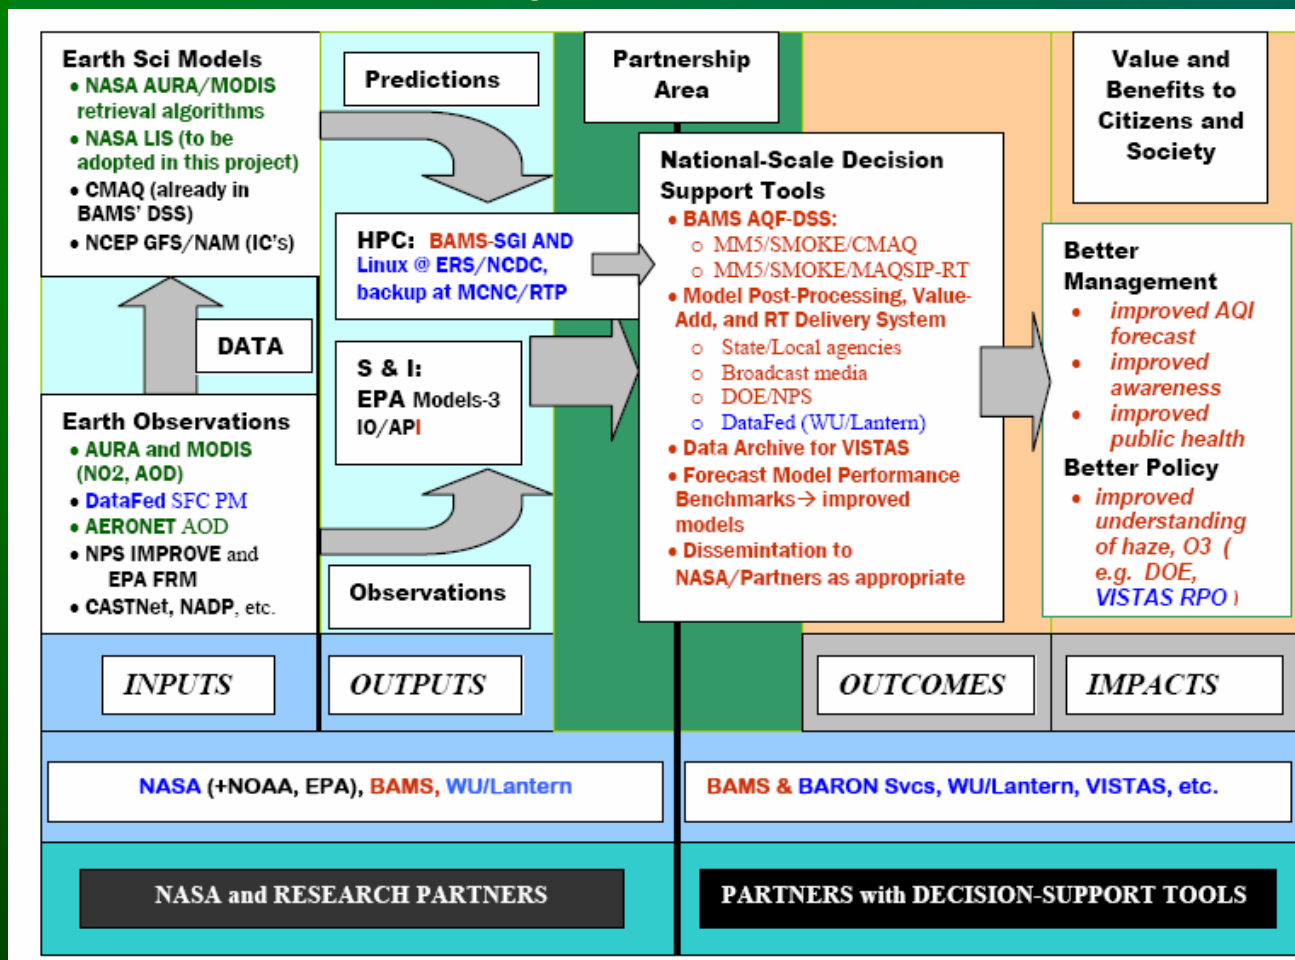 Earth Sci Models
• NASA AURA/MODIS
retrieval algorithms
• NASA LIS (to be
adopted in this project)
• CMAQ (already in
BAMS' DSS)
• NCEP GFS/NAM (IC's)
DATA
Earth Observations
• AURA and MODIS
(NO2, AOD)
• DataFed SFC PM
• AERONET AOD
• NPS IMPROVE and
EPA FRM
• CASTNet, NADP, etc.
Predictions
HPC: BAMS-SGI AND
Linux @ ERS/NCDC,
backup at MCNC/RTP
S & I:
EPA Models-3
IO/API
Observations
Partnership
Area
National-Scale Decision
Support Tools
• BAMS AQF-DSS:
o MM5/SMOKE/CMAQ
o MM5/SMOKE/MAQSIP-RT
• Model Post-Processing, Value-
Add, and RT Delivery System
o State/Local agencies
o Broadcast media
o DOE/NPS
o DataFed (WU/Lantern)
• Data Archive for VISTAS
• Forecast Model Performance
Benchmarks→ improved
models
• Dissemintation to
NASA/Partners as appropriate
Value and
Benefits to
Citizens and
Society
Better
Management
• improved AQI
forecast
• improved
awareness
• improved
public health
Better Policy
• improved
understanding
of haze, O3 (
e.g. DOE,
VISTAS RPO )
INPUTS
OUTPUTS
OUTCOMES
IMPACTS
NASA (+NOAA, EPA), BAMS, WU/Lantern
BAMS & BARON Svcs, WU/Lantern, VISTAS, etc.
NASA and RESEARCH PARTNERS
PARTNERS with DECISION-SUPPORT TOOLS